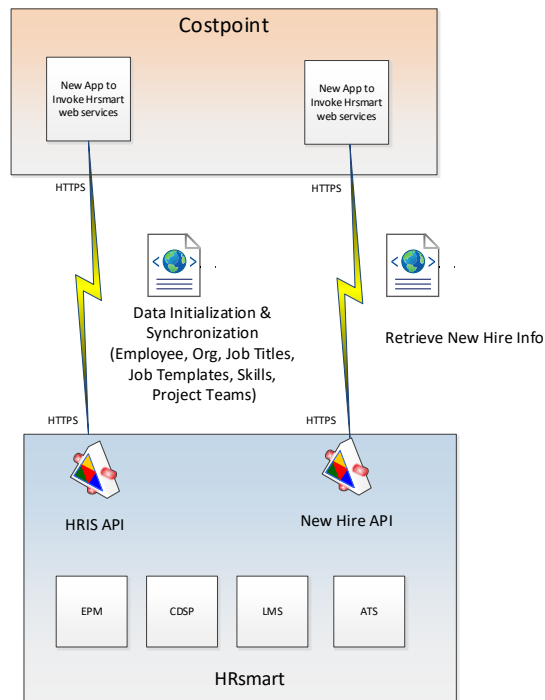 Costpoint
New App to
Invoke Hrsmart
web services
New App to
Invoke Hrsmart
web services
HTTPS
HTTPS
Data Initialization &
Synchronization
(Employee, Org, Job Titles,
Job Templates, Skills,
Project Teams)
Retrieve New Hire Info
HTTPS
HTTPS
HRIS API
New Hire API
EPM
CDSP
LMS
ATS
HRsmart